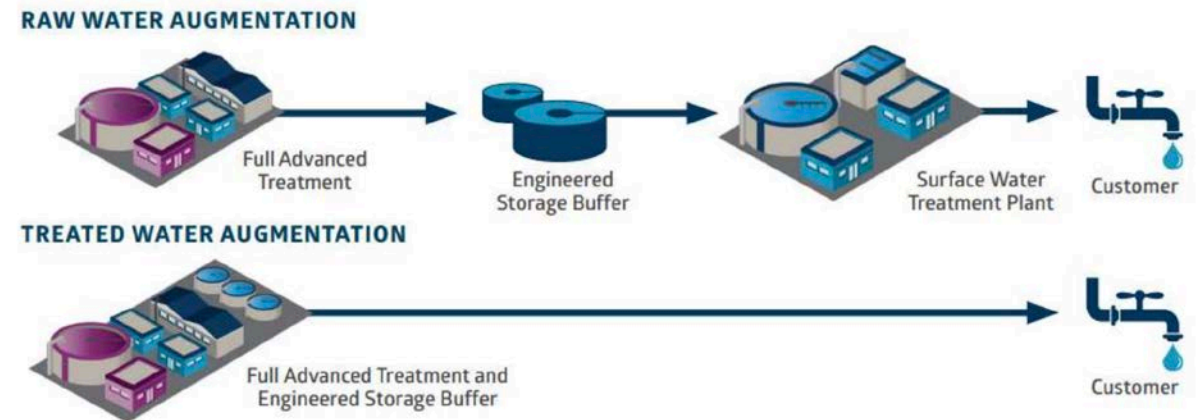 RAW WATER AUGMENTATION
Full Advanced
Treatment
Engineered
Storage Buffer
Surface Water
Treatment Plant
Customer
TREATED WATER AUGMENTATION
Full Advanced Treatment and
Engineered Storage Buffer
Customer